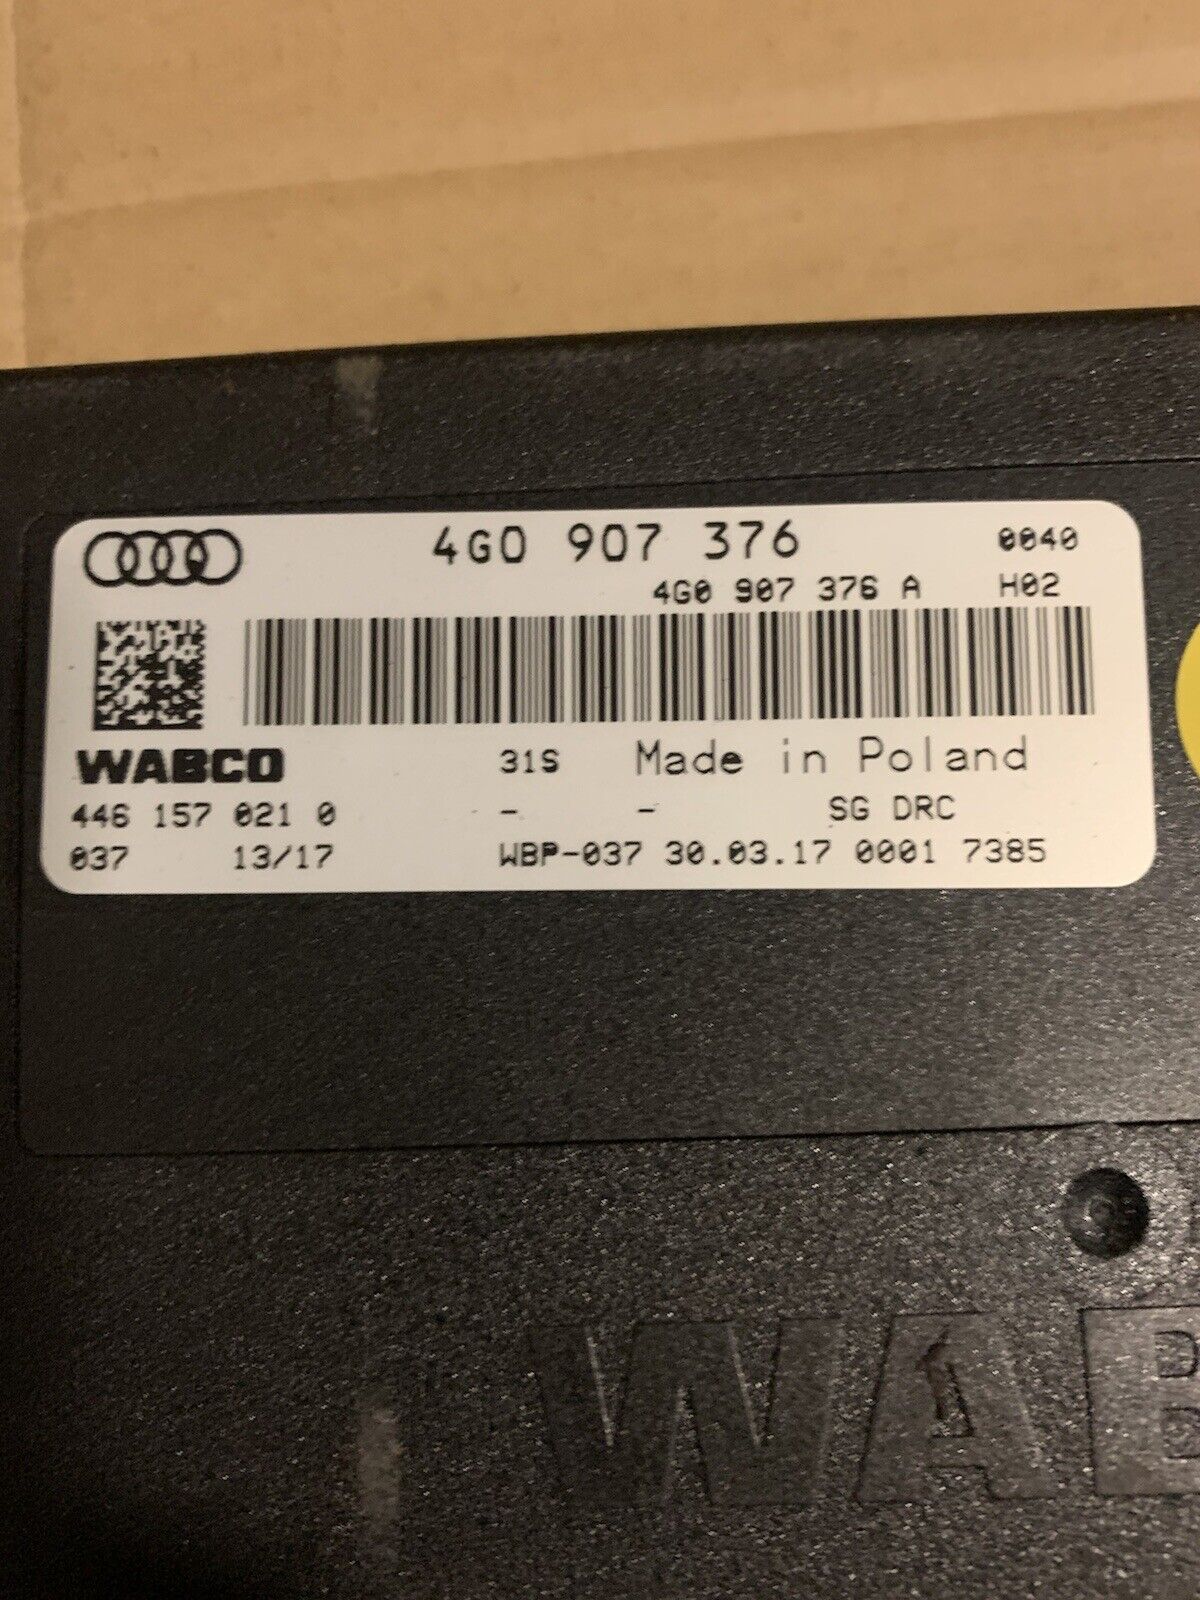 4G0 907 376 0040
4G0 907 376 A H02
WABCO 31S Made in Poland
446 157 021 0 - - SG DRC
037 13/17 WBP-037 30.03.17 0001 7385
WAB